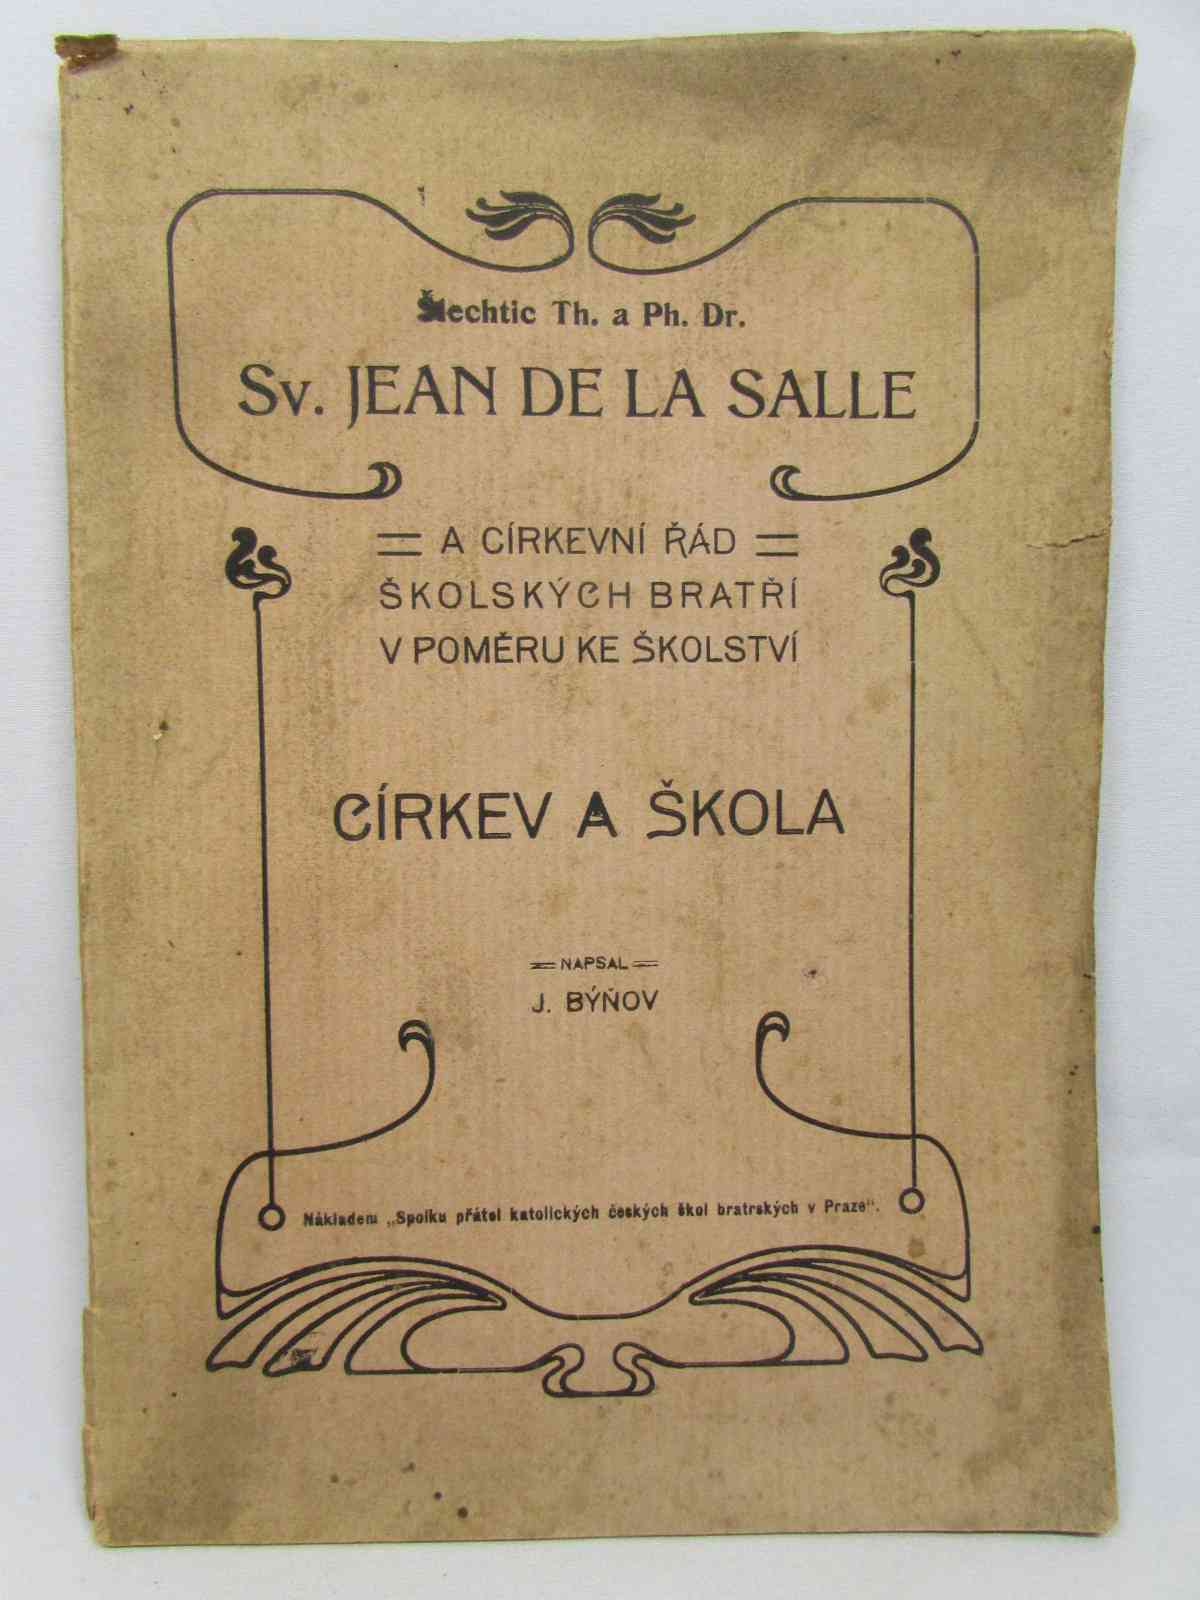 Šlechtic Th. a Ph. Dr.
Sv. JEAN DE LA SALLE
A CÍRKEVNÍ ŘÁD
ŠKOLSKÝCH BRATŘÍ
V POMĚRU KE ŠKOLSTVÍ
CÍRKEV A ŠKOLA
NAPSAL
J. BÝŇOV
Nákladem „Spolku přátel katolických českých škol bratrských v Praze“.